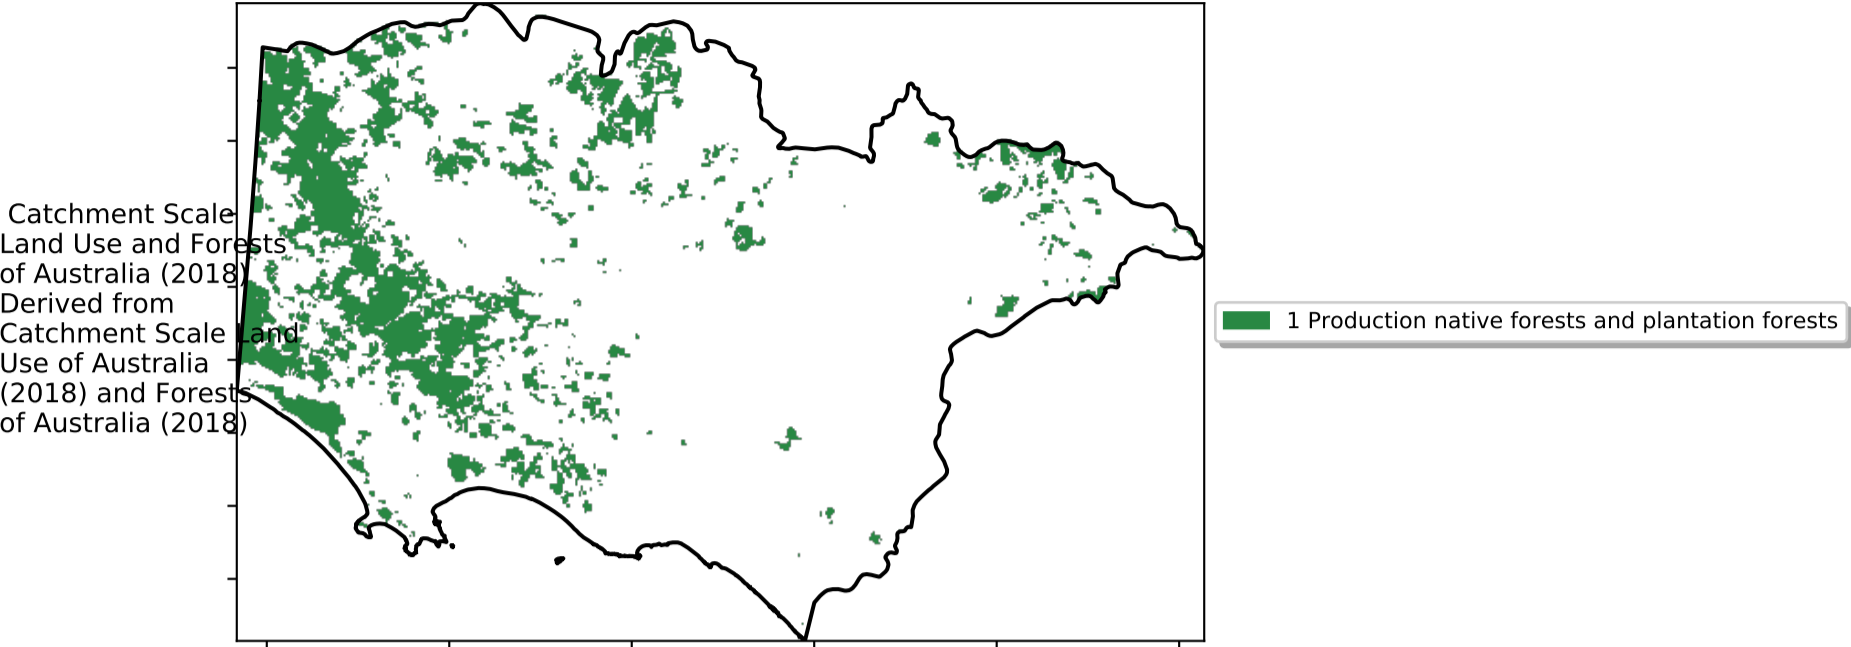 Catchment Scale
Land Use and Forests
of Australia (2018)
Derived from
Catchment Scale Land
Use of Australia
(2018) and Forests
of Australia (2018)
1 Production native forests and plantation forests